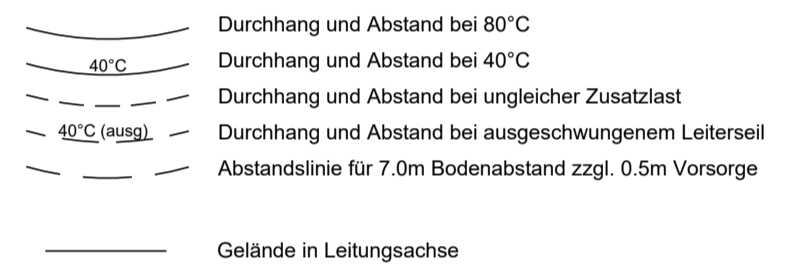 Durchhang und Abstand bei 80°C
40°C Durchhang und Abstand bei 40°C
Durchhang und Abstand bei ungleicher Zusatzlast
40°C (ausg) Durchhang und Abstand bei ausgeschwungenem Leiterseil
Abstandslinie für 7.0m Bodenabstand zzgl. 0.5m Vorsorge
Gelände in Leitungsachse